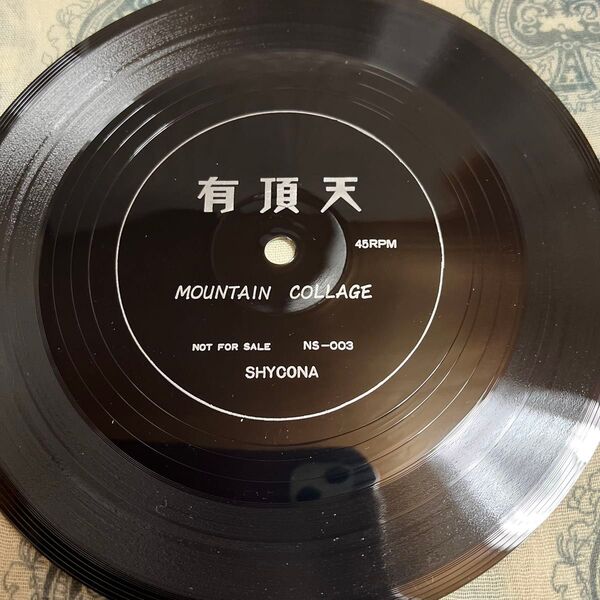 有頂天
45RPM
MOUNTAIN COLLAGE
NOT FOR SALE NS-003
SHYCONA